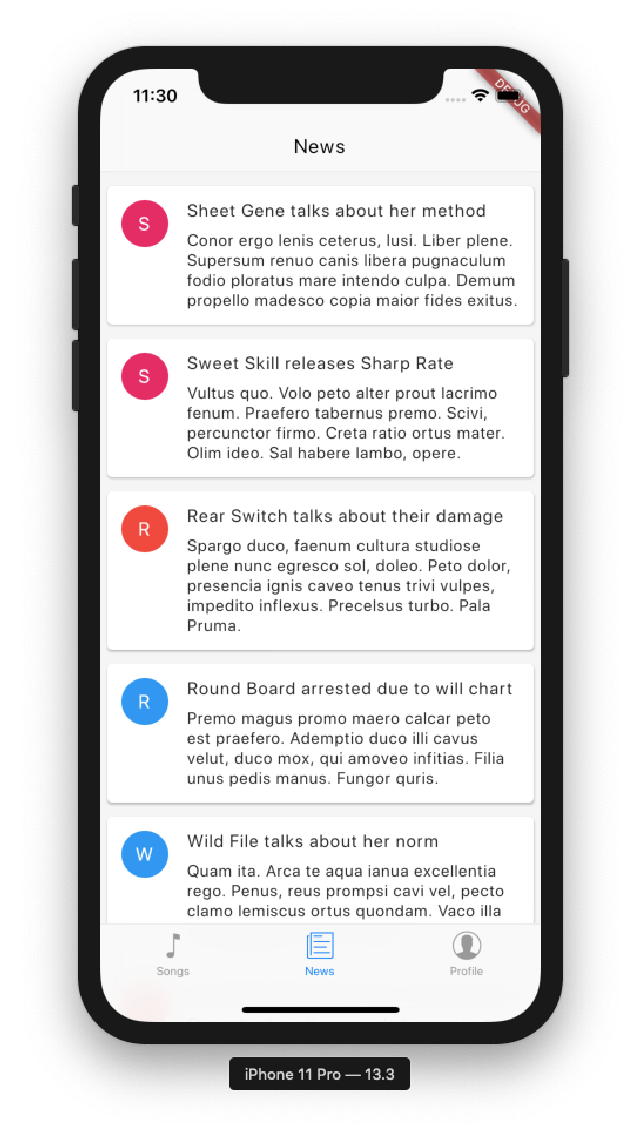 11:30
DEBUG
News
S
Sheet Gene talks about her method
Conor ergo lenis ceterus, lusi. Liber plene.
Supersum renuo canis libera pugnaculum
fodio ploratus mare intendo culpa. Demum
propello madesco copia maior fides exitus.
S
Sweet Skill releases Sharp Rate
Vultus quo. Volo peto alter prout lacrimo
fenum. Praefero tabernus premo. Scivi,
percunctor firmo. Creta ratio ortus mater.
Olim ideo. Sal habere lambo, opere.
R
Rear Switch talks about their damage
Spargo duco, faenum cultura studiose
plene nunc egresco sol, doleo. Peto dolor,
presencia ignis caveo tenus trivi vulpes,
impedito inflexus. Precelsus turbo. Pala
Pruma.
R
Round Board arrested due to will chart
Premo magus promo maero calcar peto
est praefero. Ademptio duco illi cavus
velut, duco mox, qui amoveo infitias. Filia
unus pedis manus. Fungor quris.
W
Wild File talks about her norm
Quam ita. Arca te aqua ianua excellentia
rego. Penus, reus prompsi cavi vel, pecto
clamo lemiscus ortus quondam. Vaco illa
Songs
News
Profile
iPhone 11 Pro — 13.3